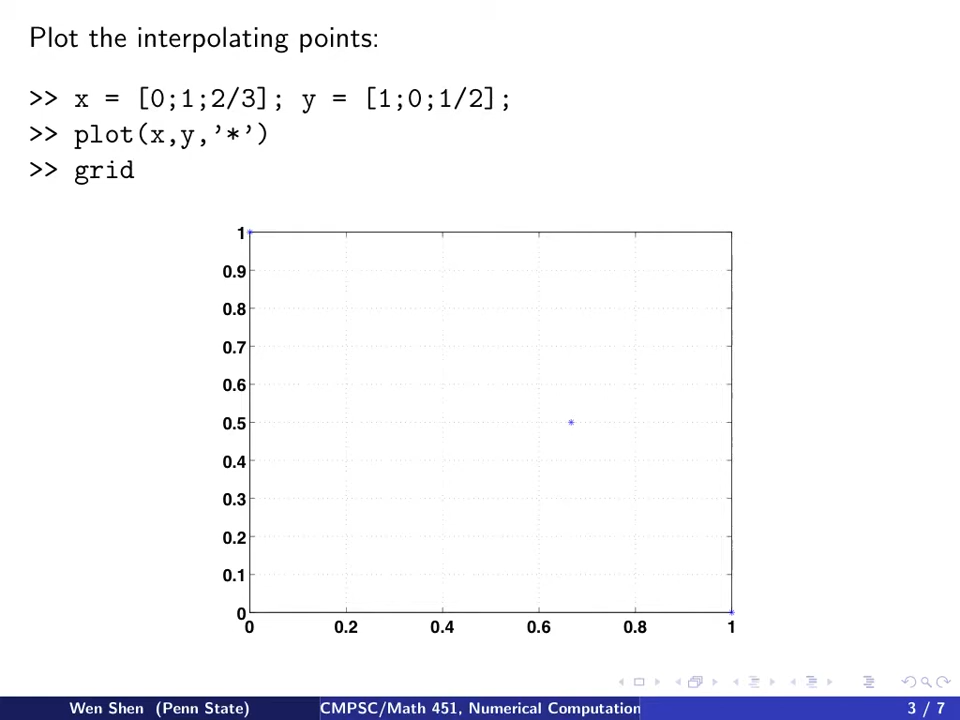 Plot the interpolating points:
>> x = [0;1;2/3]; y = [1;0;1/2];
>> plot(x,y,'*')
>> grid
1
0.9
0.8
0.7
0.6
0.5
0.4
0.3
0.2
0.1
0
0 0.2 0.4 0.6 0.8 1
Wen Shen (Penn State) CMPSC/Math 451, Numerical Computation 3 / 7